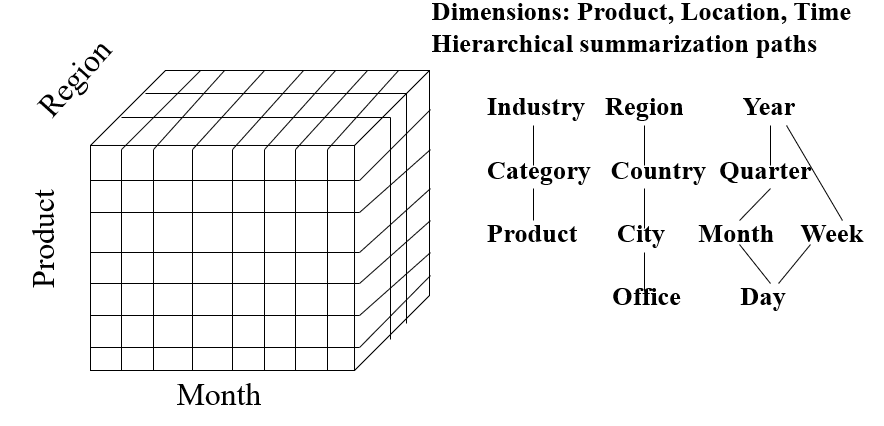 Dimensions: Product, Location, Time
Hierarchical summarization paths
Region
Product
Month
Industry Region Year
Category Country Quarter
Product City Month Week
Office Day